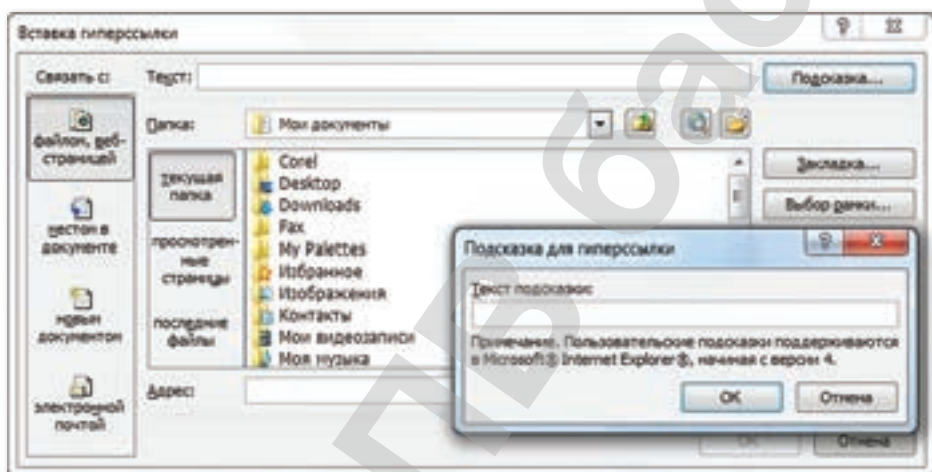 Вставка гиперссылки
Связать с:
Текст:
Подсказка...
файлом, веб-
страницей
местом в
документе
новым
документом
электронной
почтой
Папка:
Мои документы
текущая
папка
просмотрен-
ные
страницы
последние
файлы
Corel
Desktop
Downloads
Fax
My Palettes
Избранное
Изображения
Контакты
Мои видеозаписи
Моя музыка
Закладка...
Выбор рамки...
Адрес:
OK
Отмена
Подсказка для гиперссылки
Текст подсказки:
Примечание. Пользовательские подсказки поддерживаются
в Microsoft® Internet Explorer®, начиная с версии 4.
OK
Отмена